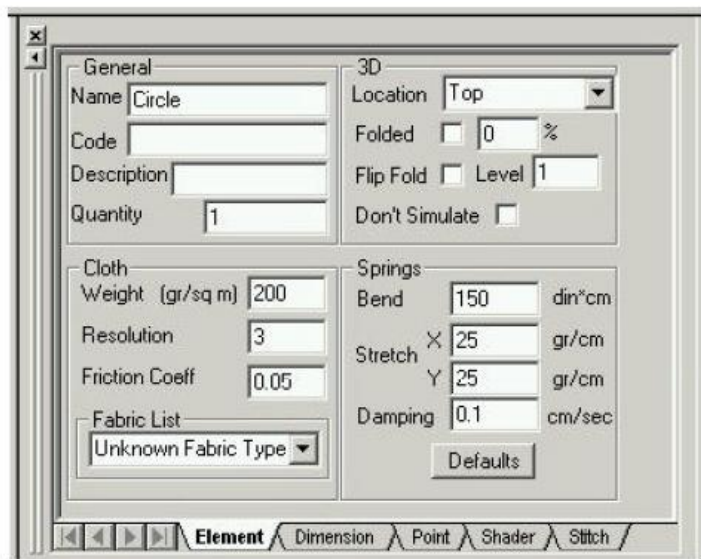 General
Name Circle
Code
Description
Quantity 1
3D
Location Top
Folded 0 %
Flip Fold Level 1
Don't Simulate
Cloth
Weight (gr/sq m) 200
Resolution 3
Friction Coeff 0.05
Fabric List
Unknown Fabric Type
Springs
Bend 150 din*cm
Stretch X 25 gr/cm
Y 25 gr/cm
Damping 0.1 cm/sec
Defaults
Element Dimension Point Shader Stitch